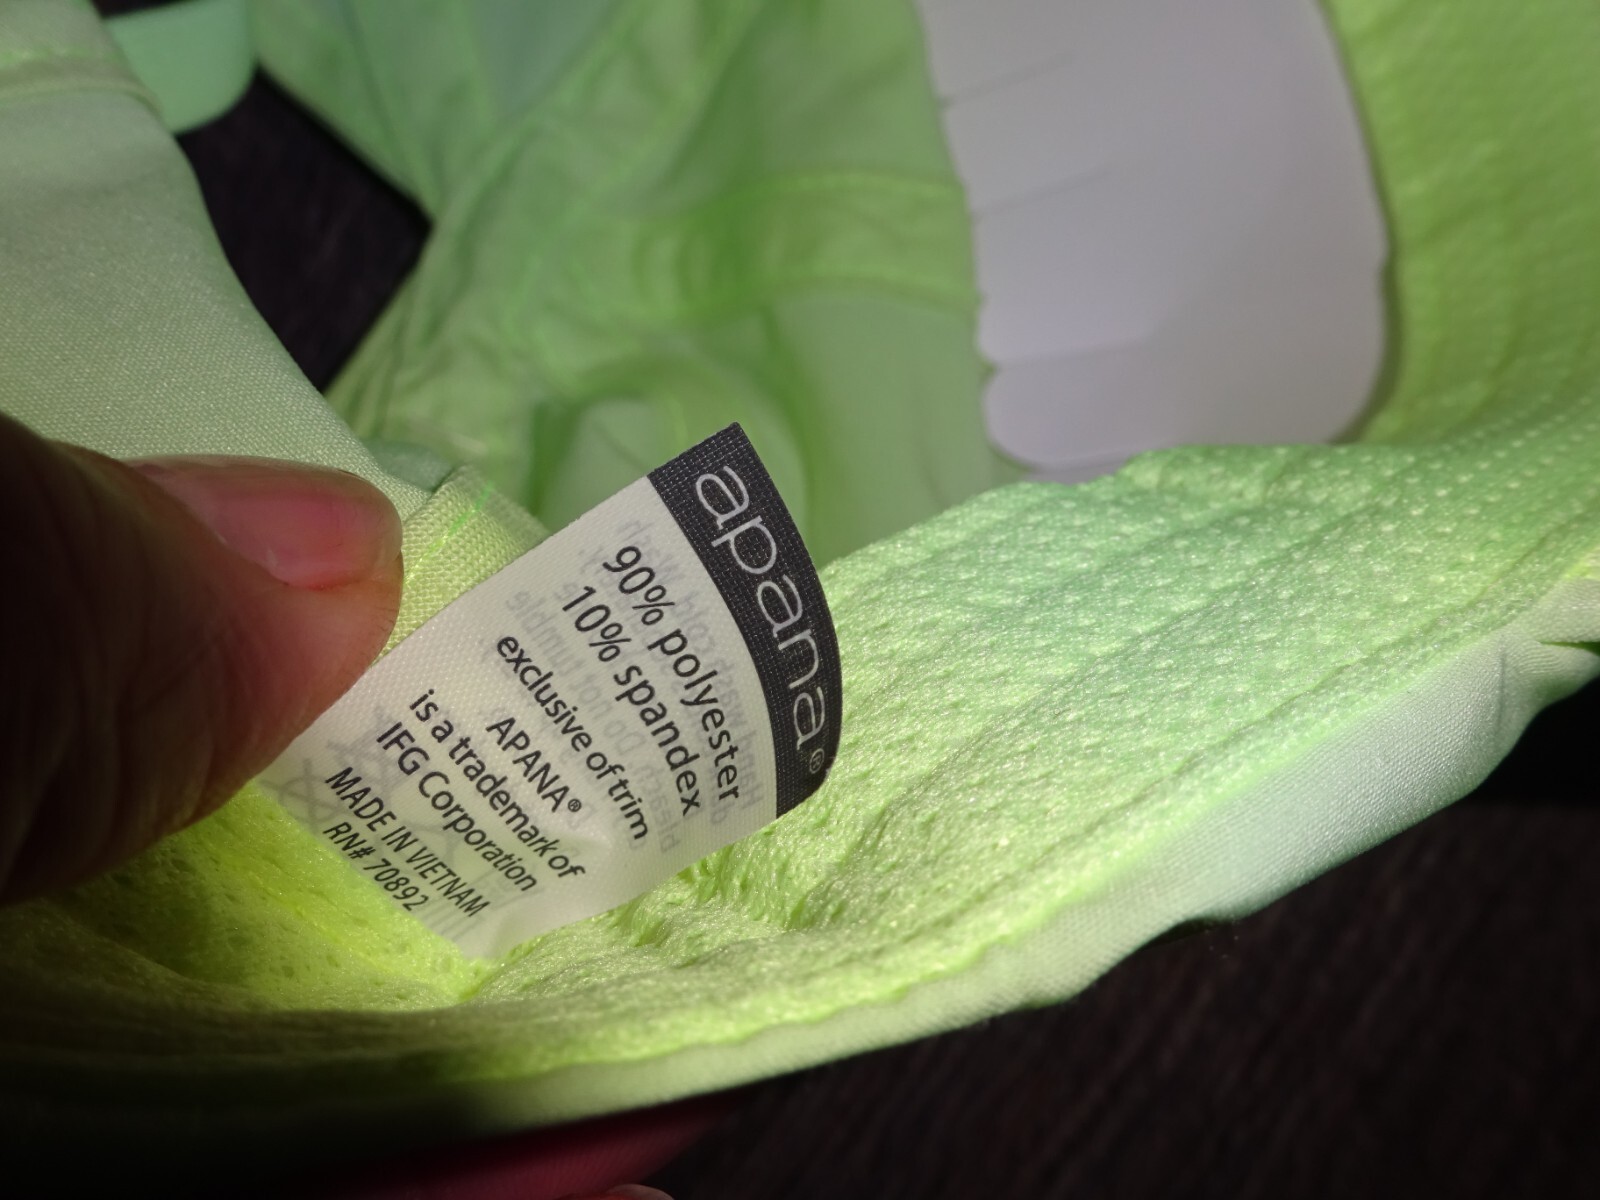 apana®
90% polyester
10% spandex
exclusive of trim
APANA®
is a trademark of
IFG Corporation
MADE IN VIETNAM
RN# 70892